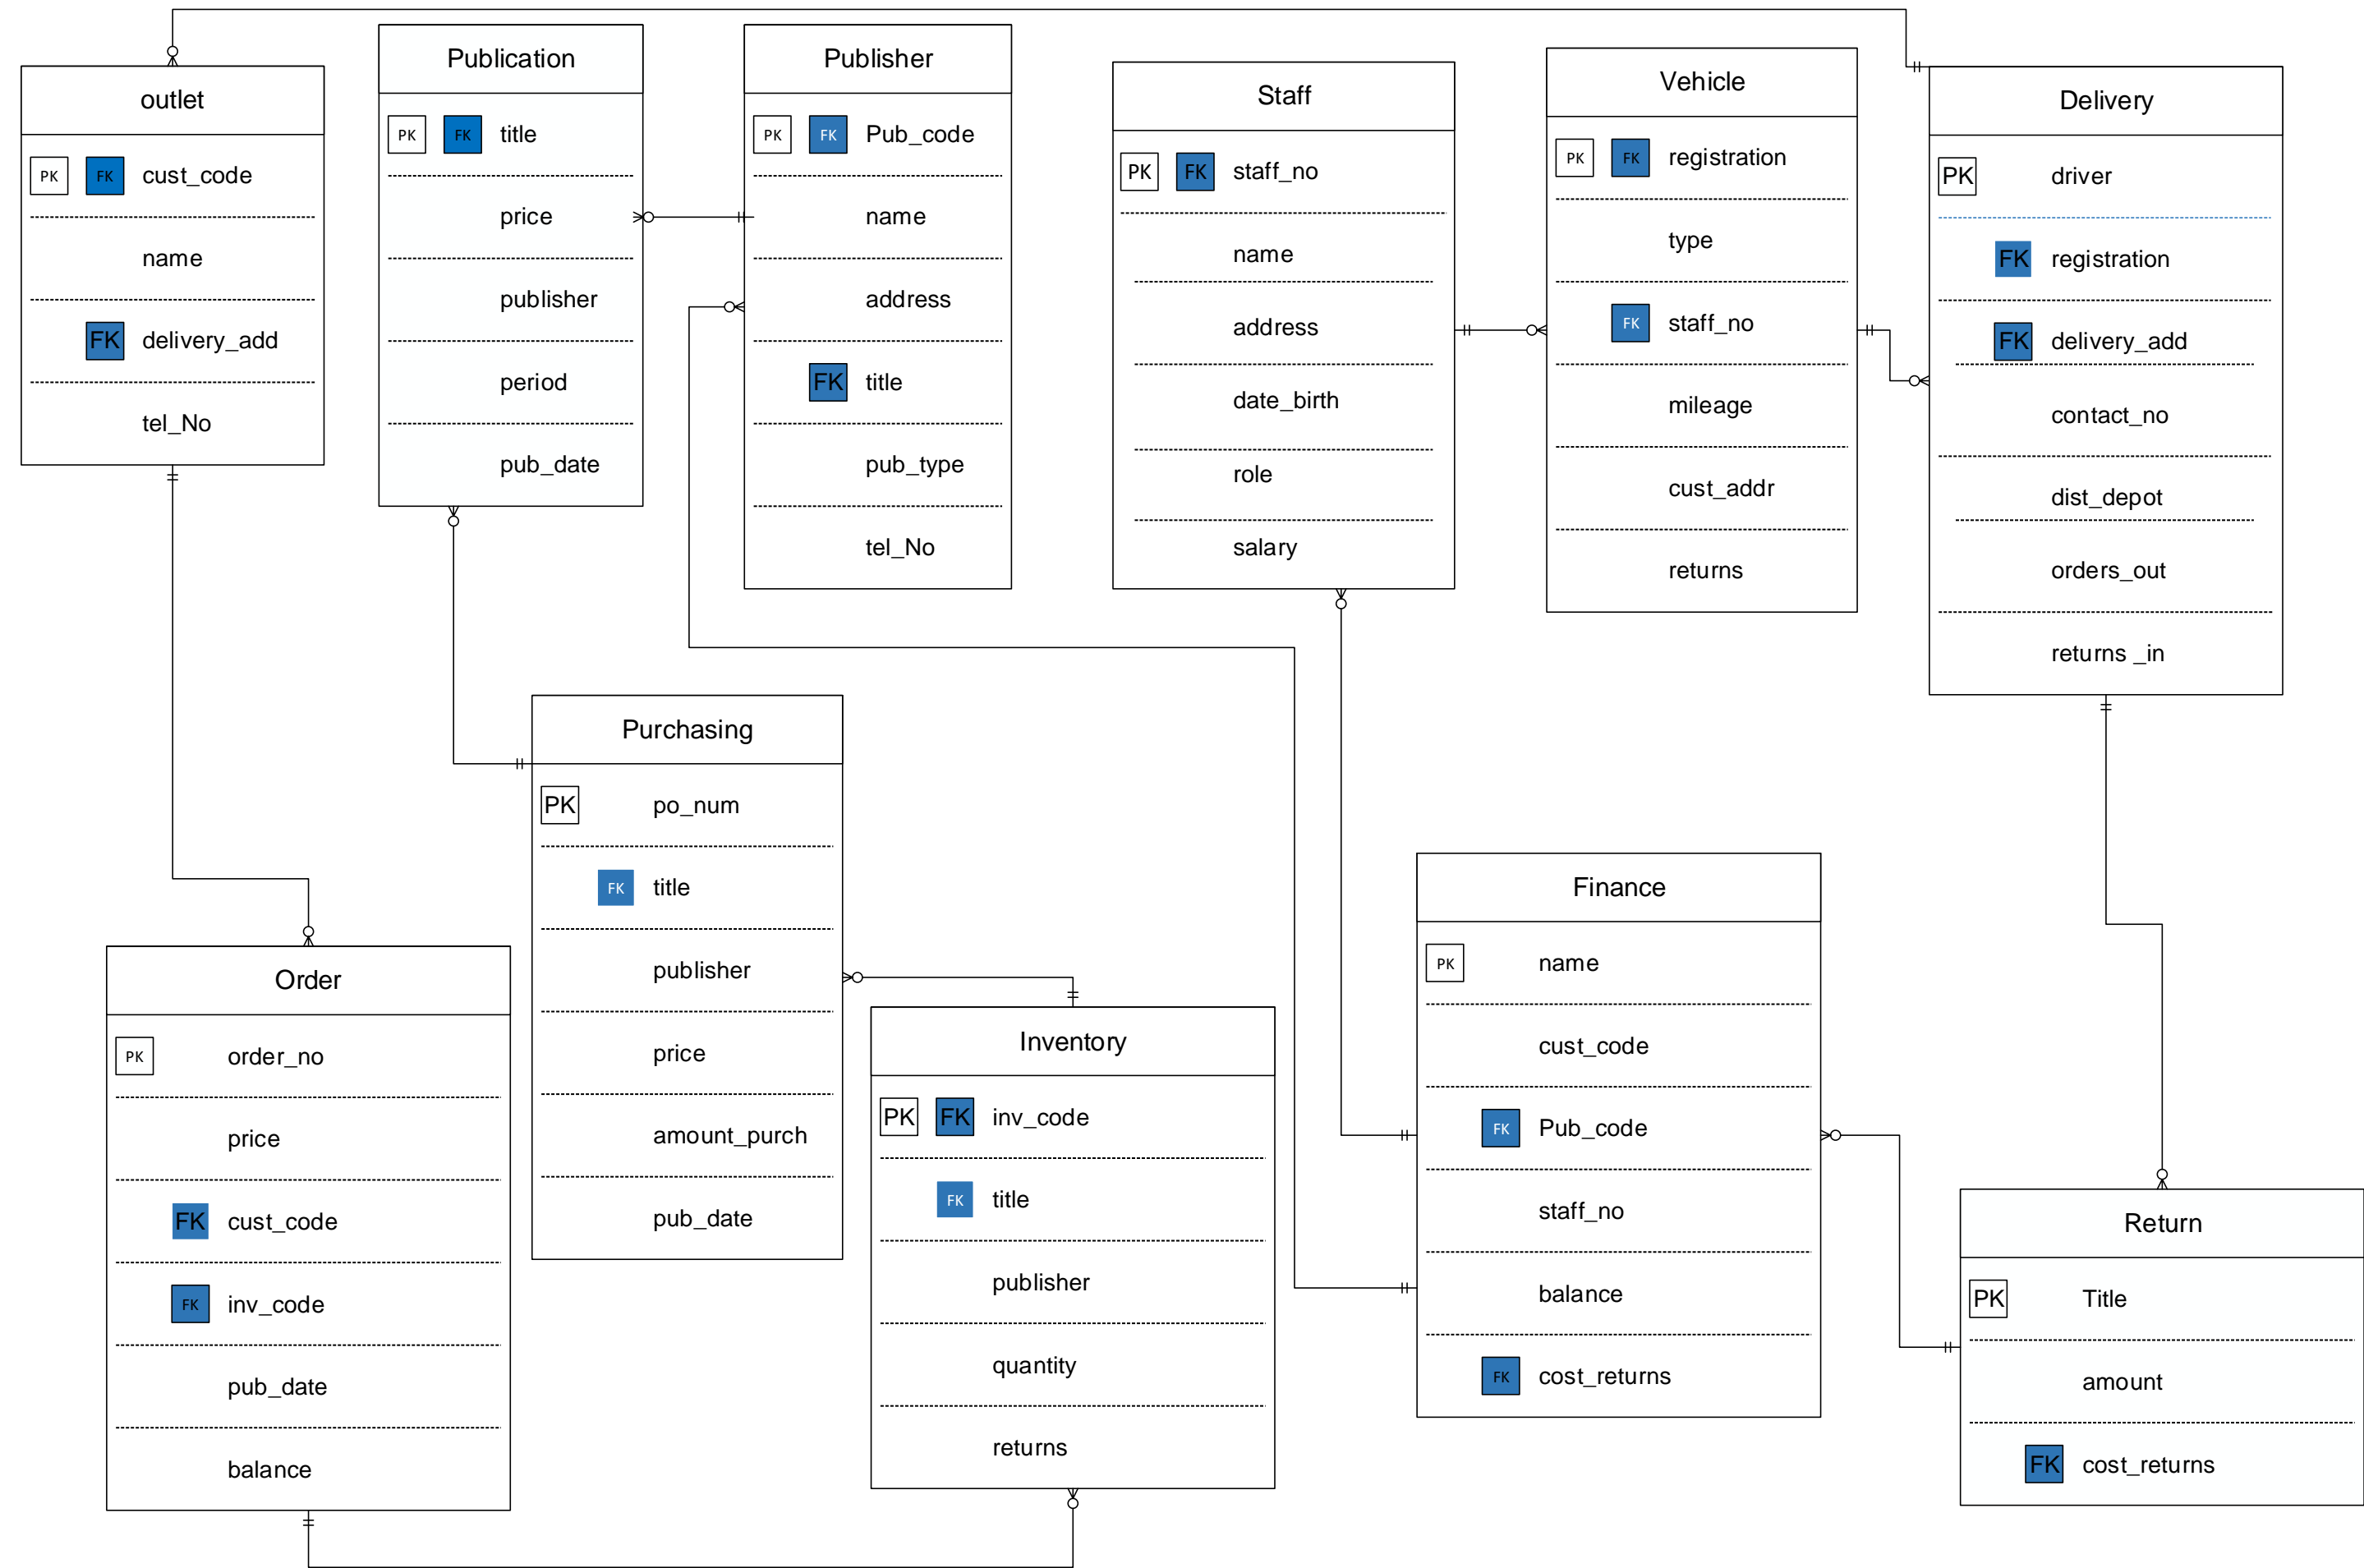 outlet
PK FK cust_code
name
FK delivery_add
tel_No
Publication
PK FK title
price
publisher
period
pub_date
Publisher
PK FK Pub_code
name
address
FK title
pub_type
tel_No
Staff
PK FK staff_no
name
address
date_birth
role
salary
Vehicle
PK FK registration
type
FK staff_no
mileage
cust_addr
returns
Delivery
PK driver
FK registration
FK delivery_add
contact_no
dist_depot
orders_out
returns _in
Purchasing
PK po_num
FK title
publisher
price
amount_purch
pub_date
Order
PK order_no
price
FK cust_code
FK inv_code
pub_date
balance
Inventory
PK FK inv_code
FK title
publisher
quantity
returns
Finance
PK name
cust_code
FK Pub_code
staff_no
balance
FK cost_returns
Return
PK Title
amount
FK cost_returns